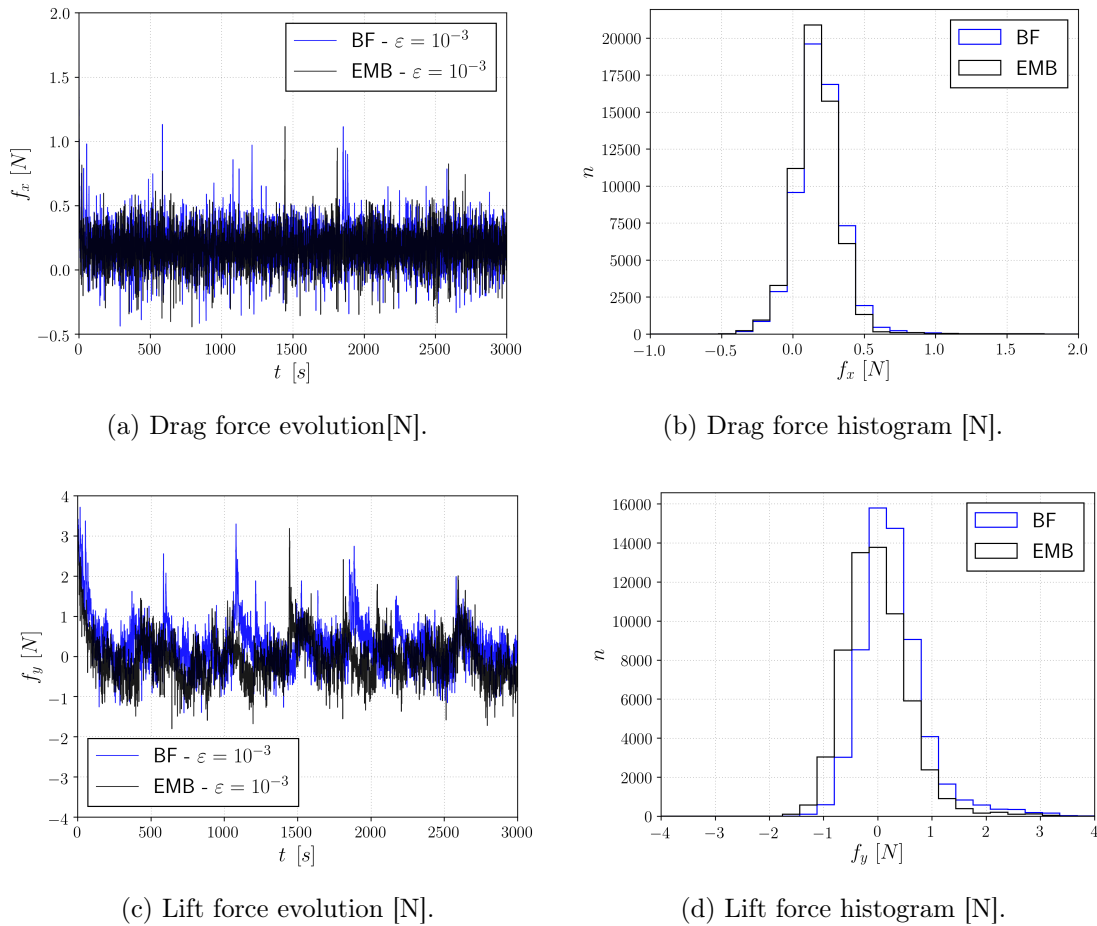 2.0
1.5
1.0
0.5
0.0
−0.5
f_x [N]
BF - ε = 10⁻³
EMB - ε = 10⁻³
0 500 1000 1500 2000 2500 3000
t [s]
20000
17500
15000
12500
10000
7500
5000
2500
0
n
BF
EMB
−1.0 −0.5 0.0 0.5 1.0 1.5 2.0
f_x [N]
(a) Drag force evolution[N].
(b) Drag force histogram [N].
4
3
2
1
0
−1
−2
−3
−4
f_y [N]
BF - ε = 10⁻³
EMB - ε = 10⁻³
0 500 1000 1500 2000 2500 3000
t [s]
16000
14000
12000
10000
8000
6000
4000
2000
0
n
BF
EMB
−4 −3 −2 −1 0 1 2 3 4
f_y [N]
(c) Lift force evolution [N].
(d) Lift force histogram [N].